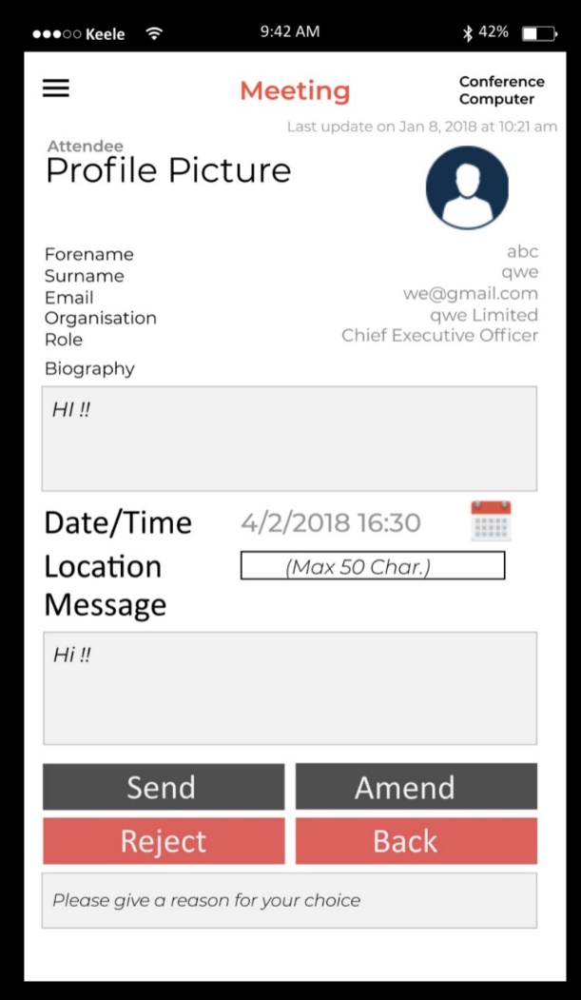 Keele 9:42 AM 42%
Meeting
Conference
Computer
Last update on Jan 8, 2018 at 10:21 am
Attendee
Profile Picture
Forename abc
Surname qwe
Email we@gmail.com
Organisation qwe Limited
Role Chief Executive Officer
Biography
HI !!
Date/Time 4/2/2018 16:30
Location (Max 50 Char.)
Message
Hi !!
Send Amend
Reject Back
Please give a reason for your choice